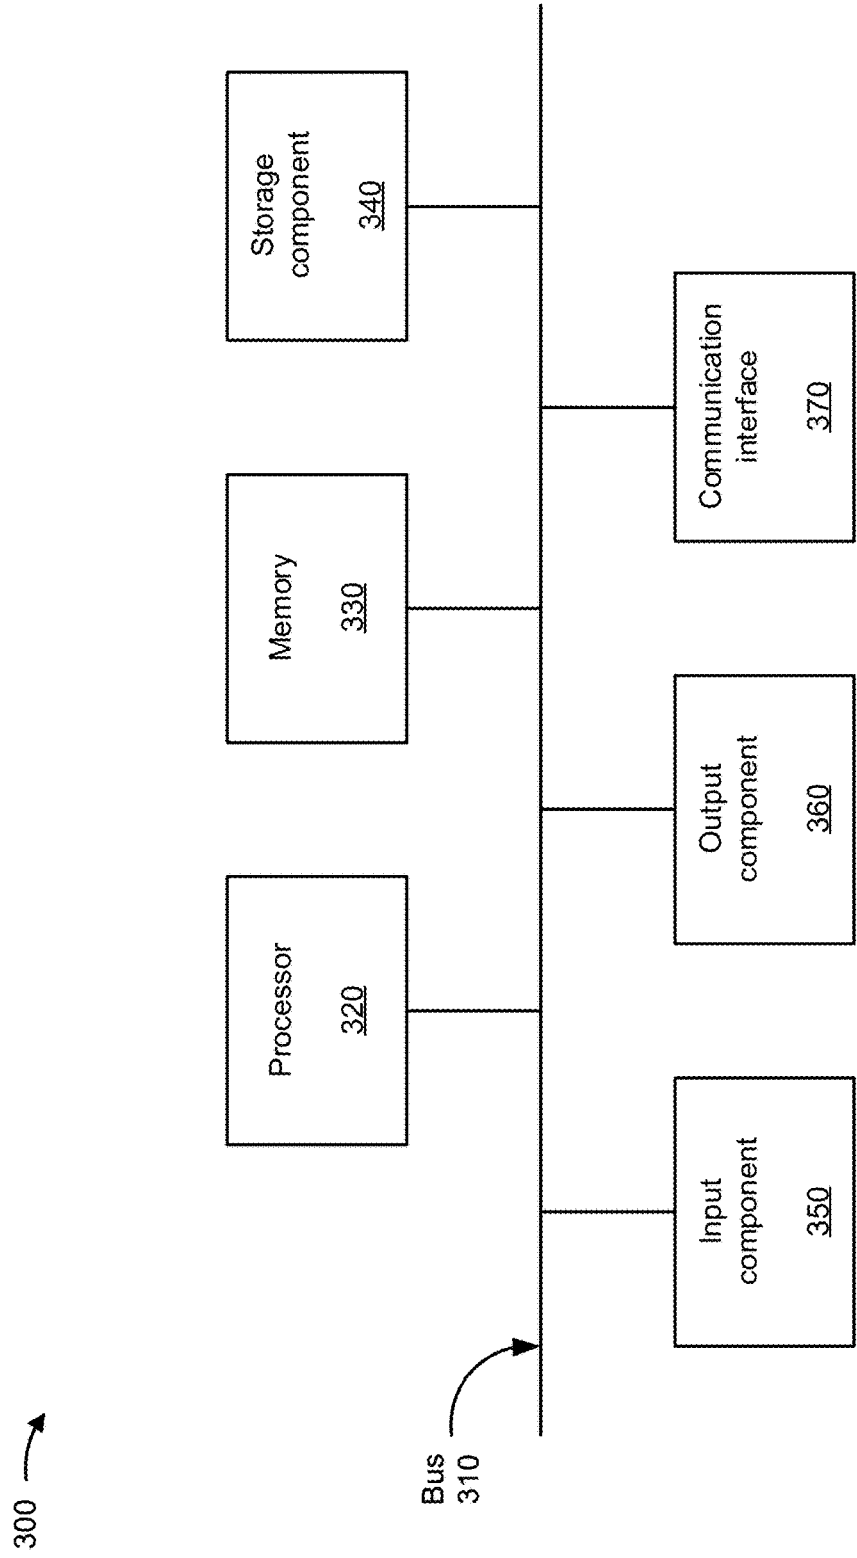 300
Processor
320
Memory
330
Storage
component
340
Bus
310
Input
component
350
Output
component
360
Communication
interface
370